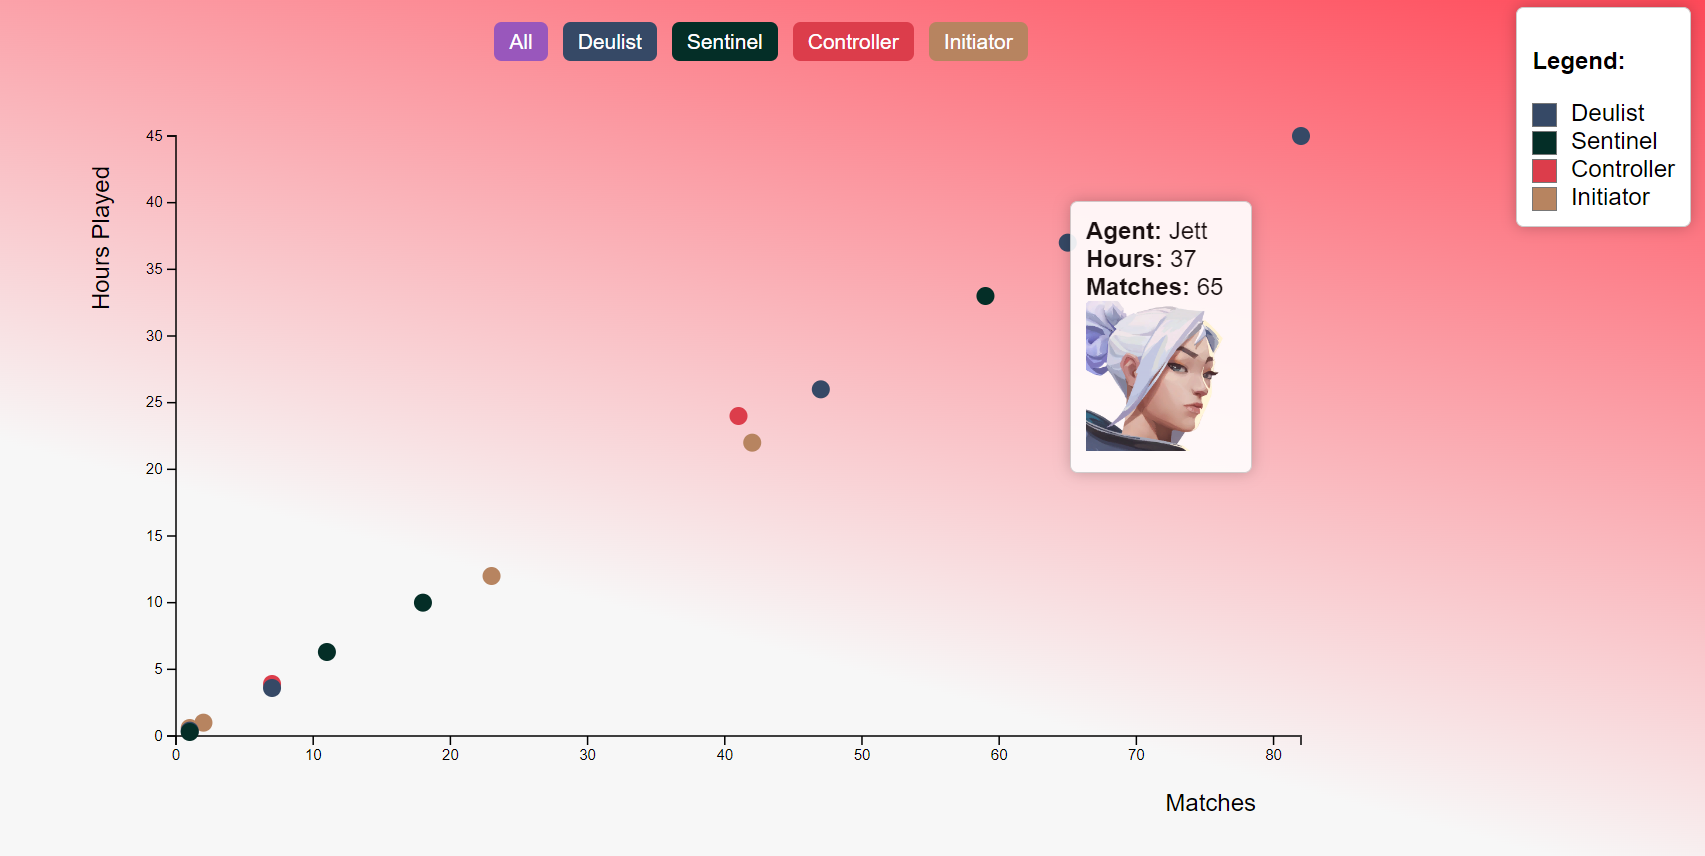 All Deulist Sentinel Controller Initiator
Legend:
Deulist
Sentinel
Controller
Initiator
Hours Played
45
40
35
30
25
20
15
10
5
0
Agent: Jett
Hours: 37
Matches: 65
0 10 20 30 40 50 60 70 80
Matches